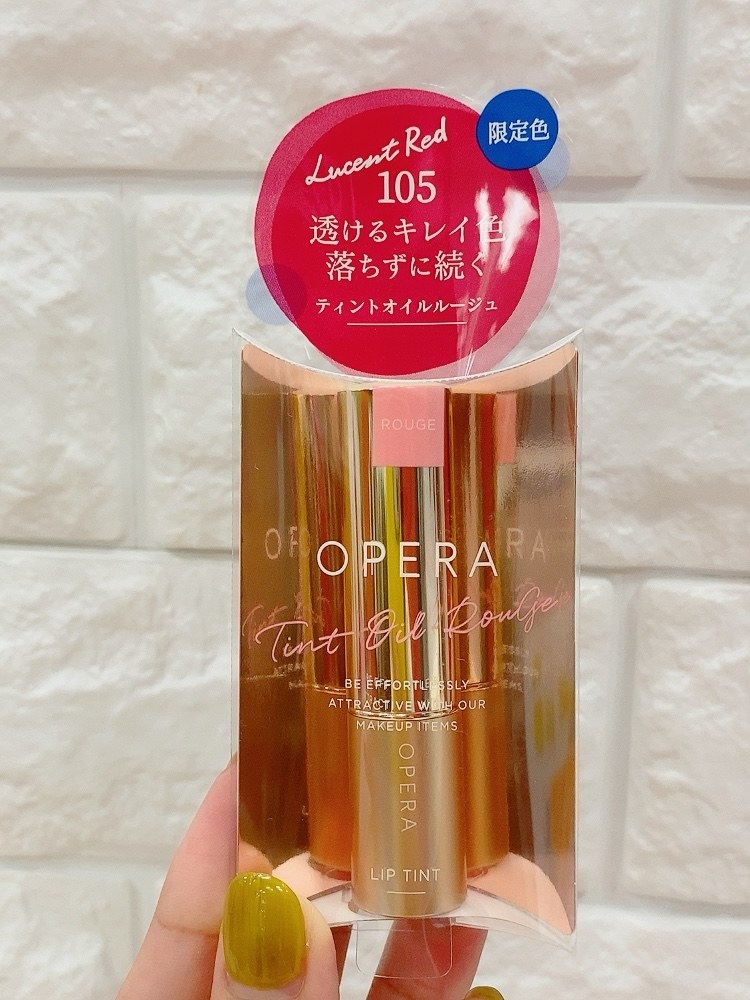 Lucent Red
限定色
105
透けるキレイ色
落ちずに続く
ティントオイルルージュ
ROUGE
OPERA
Tint Oil Rouge
BE EFFORTLESSLY
ATTRACTIVE WITH OUR
MAKEUP ITEMS
OPERA
LIP TINT